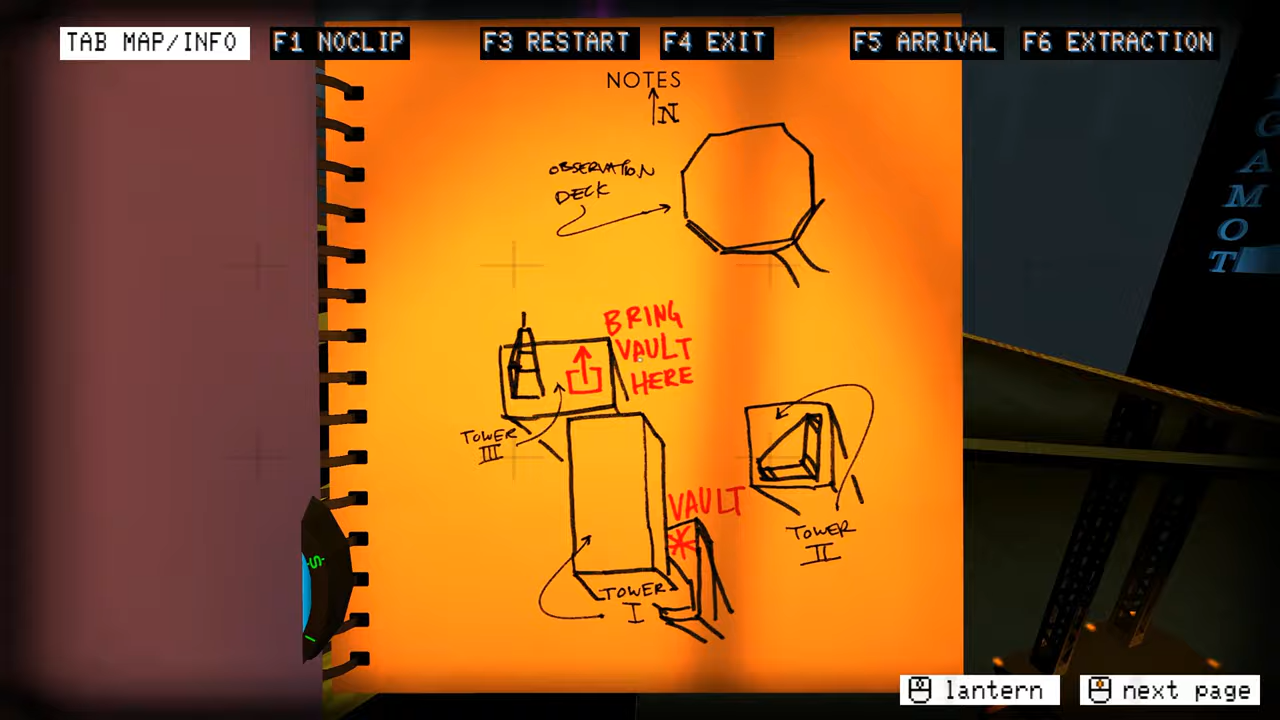 TAB MAP/INFO
F1 NOCLIP
F3 RESTART
F4 EXIT
F5 ARRIVAL
F6 EXTRACTION
NOTES
N
OBSERVATION
DECK
BRING
VAULT
HERE
TOWER
III
VAULT
TOWER
II
TOWER
I
lantern
next page